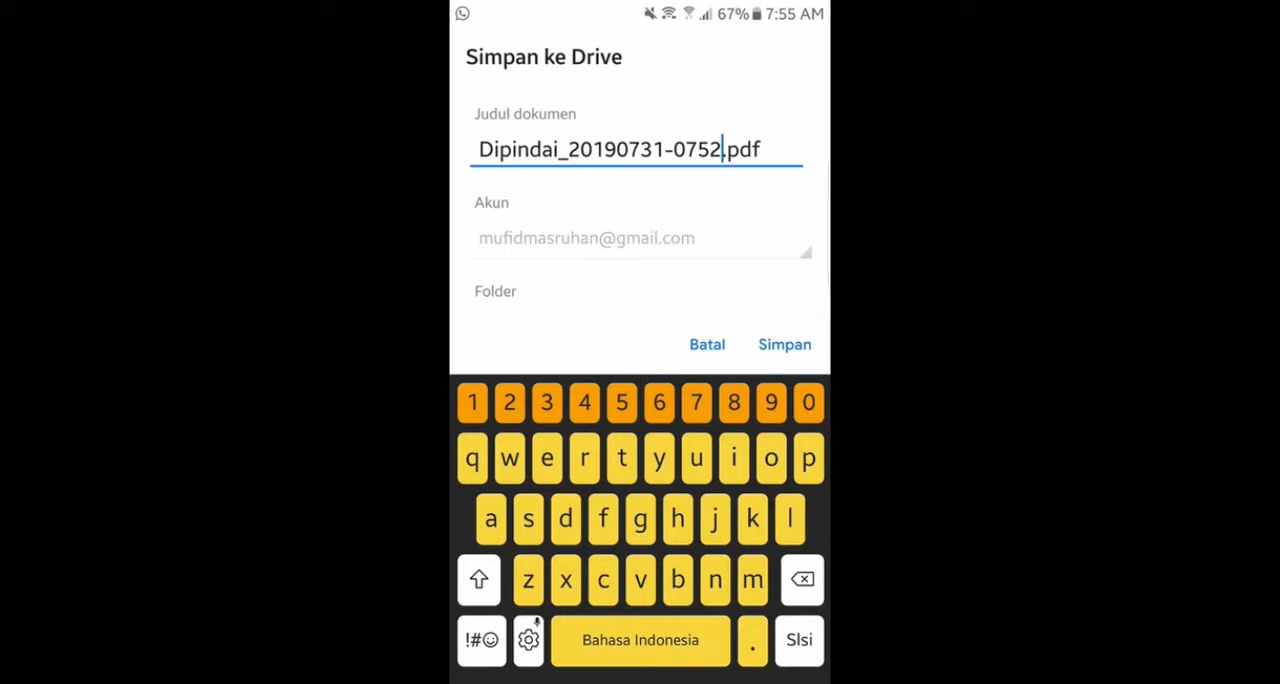 67% 7:55 AM
Simpan ke Drive
Judul dokumen
Dipindai_20190731-0752.pdf
Akun
mufidmasruhan@gmail.com
Folder
Batal Simpan
1 2 3 4 5 6 7 8 9 0
q w e r t y u i o p
a s d f g h j k l
z x c v b n m
!#☺ Bahasa Indonesia . Slsi